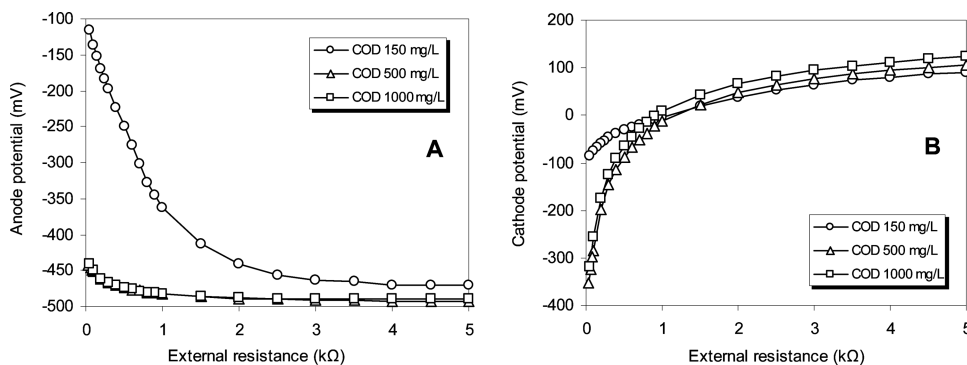 -100
-150
-200
-250
-300
-350
-400
-450
-500
Anode potential (mV)
0
1
2
3
4
5
External resistance (kΩ)
COD 150 mg/L
COD 500 mg/L
COD 1000 mg/L
A
200
100
0
-100
-200
-300
-400
Cathode potential (mV)
0
1
2
3
4
5
External resistance (kΩ)
COD 150 mg/L
COD 500 mg/L
COD 1000 mg/L
B